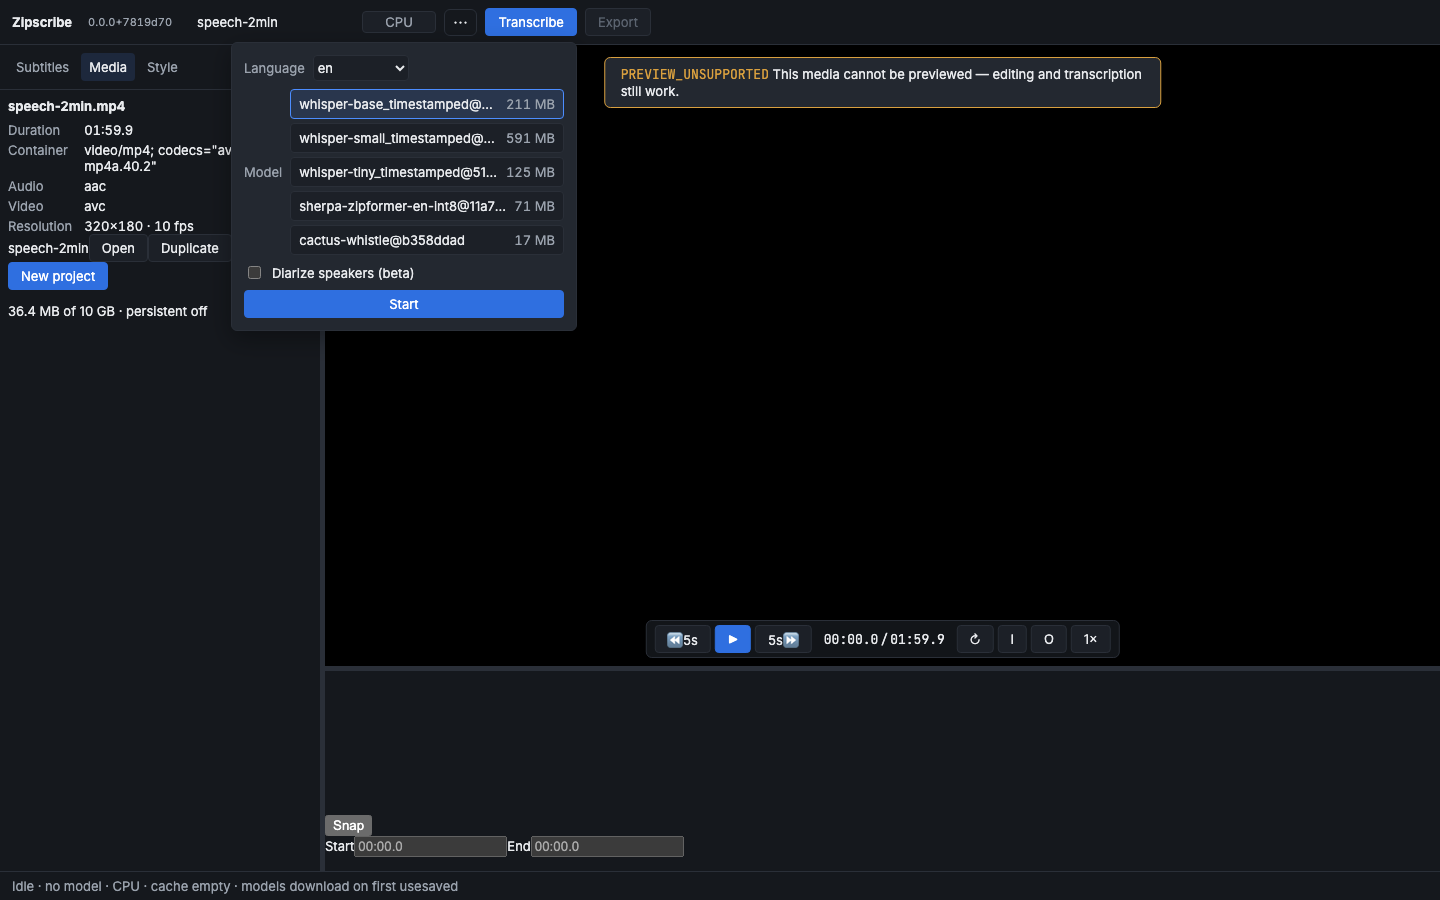 Zipscribe 0.0.0+7819d70 speech-2min CPU ··· Transcribe Export
Subtitles Media Style
speech-2min.mp4
Duration 01:59.9
Container video/mp4; codecs="av
mp4a.40.2"
Audio aac
Video avc
Resolution 320×180 · 10 fps
speech-2min Open Duplicate
New project
36.4 MB of 10 GB · persistent off
Language en
Model
whisper-base_timestamped@... 211 MB
whisper-small_timestamped@... 591 MB
whisper-tiny_timestamped@51... 125 MB
sherpa-zipformer-en-int8@11a7... 71 MB
cactus-whistle@b358ddad 17 MB
Diarize speakers (beta)
Start
PREVIEW_UNSUPPORTED This media cannot be previewed — editing and transcription
still work.
⏪5s ▶ 5s⏩ 00:00.0/01:59.9 ↻ I O 1×
Snap
Start 00:00.0 End 00:00.0
Idle · no model · CPU · cache empty · models download on first usesaved